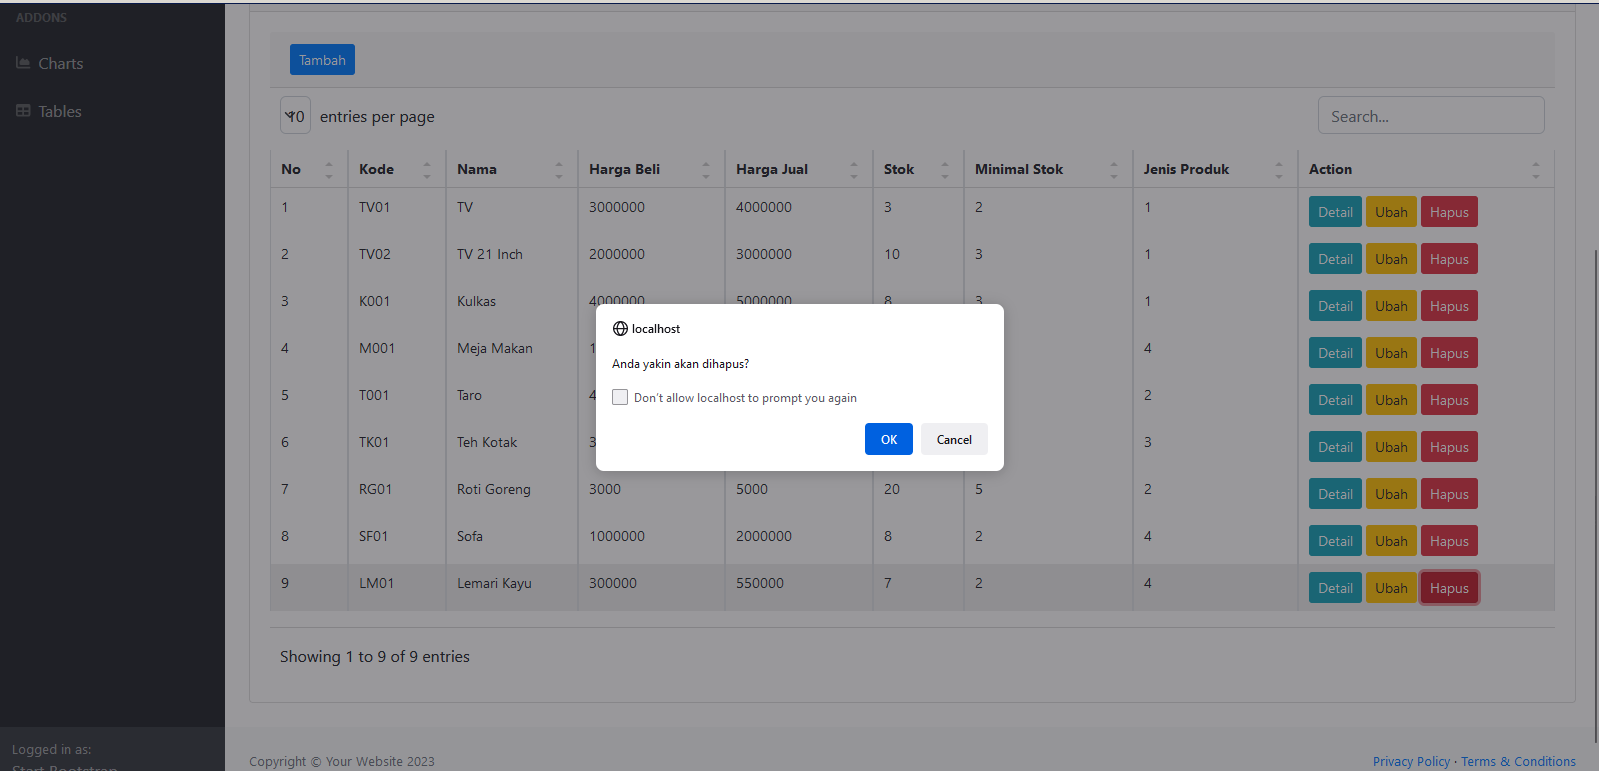 ADDONS
Charts
Tables
Tambah
10 entries per page
Search...
No Kode Nama Harga Beli Harga Jual Stok Minimal Stok Jenis Produk Action
1 TV01 TV 3000000 4000000 3 2 1 Detail Ubah Hapus
2 TV02 TV 21 Inch 2000000 3000000 10 3 1 Detail Ubah Hapus
3 K001 Kulkas 4000000 5000000 8 3 1 Detail Ubah Hapus
4 M001 Meja Makan 4 Detail Ubah Hapus
5 T001 Taro 2 Detail Ubah Hapus
6 TK01 Teh Kotak 3 Detail Ubah Hapus
localhost
Anda yakin akan dihapus?
Don't allow localhost to prompt you again
OK Cancel
7 RG01 Roti Goreng 3000 5000 20 5 2 Detail Ubah Hapus
8 SF01 Sofa 1000000 2000000 8 2 4 Detail Ubah Hapus
9 LM01 Lemari Kayu 300000 550000 7 2 4 Detail Ubah Hapus
Showing 1 to 9 of 9 entries
Logged in as:
Start Bootstrap
Copyright © Your Website 2023
Privacy Policy · Terms & Conditions